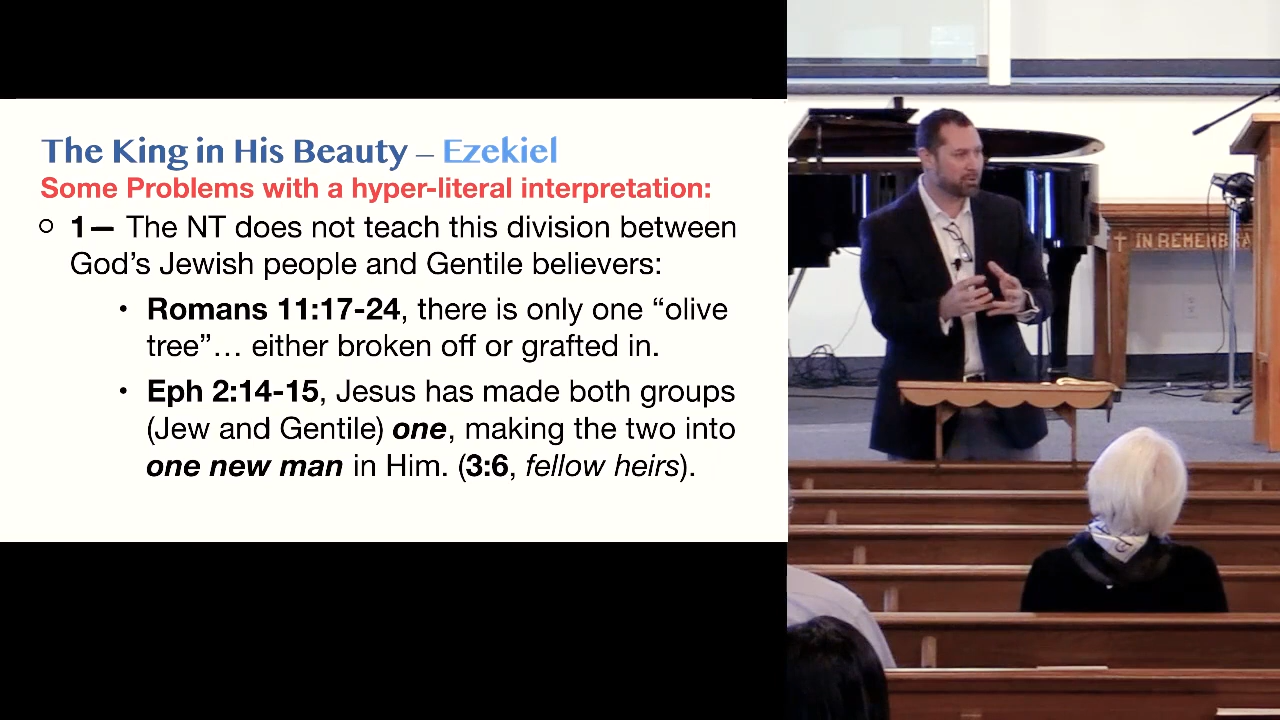 The King in His Beauty – Ezekiel
Some Problems with a hyper-literal interpretation:
1— The NT does not teach this division between
God’s Jewish people and Gentile believers:
• Romans 11:17-24, there is only one “olive
tree”… either broken off or grafted in.
• Eph 2:14-15, Jesus has made both groups
(Jew and Gentile) one, making the two into
one new man in Him. (3:6, fellow heirs).
IN REMEMBRA